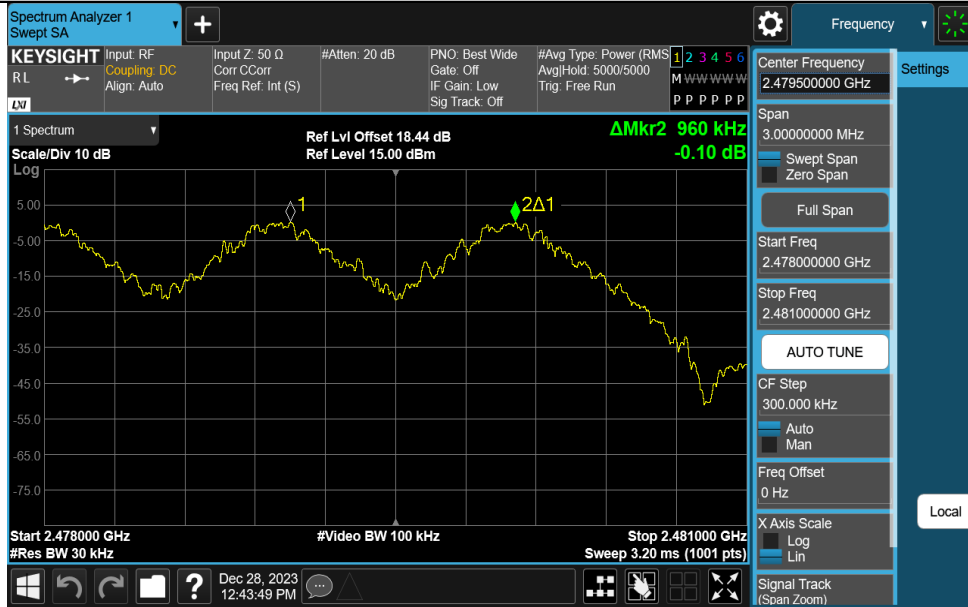 Spectrum Analyzer 1
Swept SA
+
Frequency
KEYSIGHT
RL
LXI
Input: RF
Coupling: DC
Align: Auto
Input Z: 50 Ω
Corr CCorr
Freq Ref: Int (S)
#Atten: 20 dB
PNO: Best Wide
Gate: Off
IF Gain: Low
Sig Track: Off
#Avg Type: Power (RMS
Avg|Hold: 5000/5000
Trig: Free Run
1 2 3 4 5 6
M W W W W W
P P P P P P
1 Spectrum
Scale/Div 10 dB
Log
Ref Lvl Offset 18.44 dB
Ref Level 15.00 dBm
ΔMkr2 960 kHz
-0.10 dB
1
2Δ1
5.00
-5.00
-15.0
-25.0
-35.0
-45.0
-55.0
-65.0
-75.0
Start 2.478000 GHz
#Res BW 30 kHz
#Video BW 100 kHz
Stop 2.481000 GHz
Sweep 3.20 ms (1001 pts)
?
Dec 28, 2023
12:43:49 PM
Center Frequency
2.479500000 GHz
Span
3.00000000 MHz
Swept Span
Zero Span
Full Span
Start Freq
2.478000000 GHz
Stop Freq
2.481000000 GHz
AUTO TUNE
CF Step
300.000 kHz
Auto
Man
Freq Offset
0 Hz
X Axis Scale
Log
Lin
Signal Track
(Span Zoom)
Settings
Local